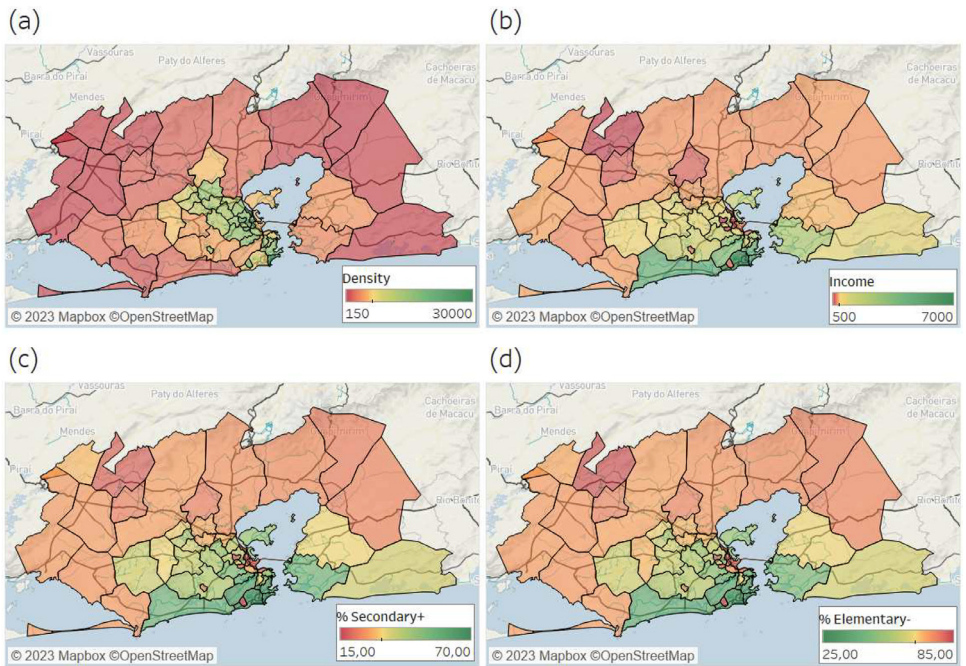 (a)
(b)
Vassouras
Paty do Alferes
Cachoeiras
de Macacu
Barra do Piraí
Mendes
Piraí
Rio Bonito
Density
150 30000
© 2023 Mapbox ©OpenStreetMap
Vassouras
Paty do Alferes
Cachoeiras
de Macacu
Barra do Piraí
Mendes
Piraí
Rio Bonito
Income
500 7000
© 2023 Mapbox ©OpenStreetMap
(c)
(d)
Vassouras
Paty do Alferes
Cachoeiras
de Macacu
Barra do Piraí
Mendes
Piraí
Rio Bonito
% Secondary+
15,00 70,00
© 2023 Mapbox ©OpenStreetMap
Vassouras
Paty do Alferes
Cachoeiras
de Macacu
Barra do Piraí
Mendes
Piraí
Rio Bonito
% Elementary-
25,00 85,00
© 2023 Mapbox ©OpenStreetMap